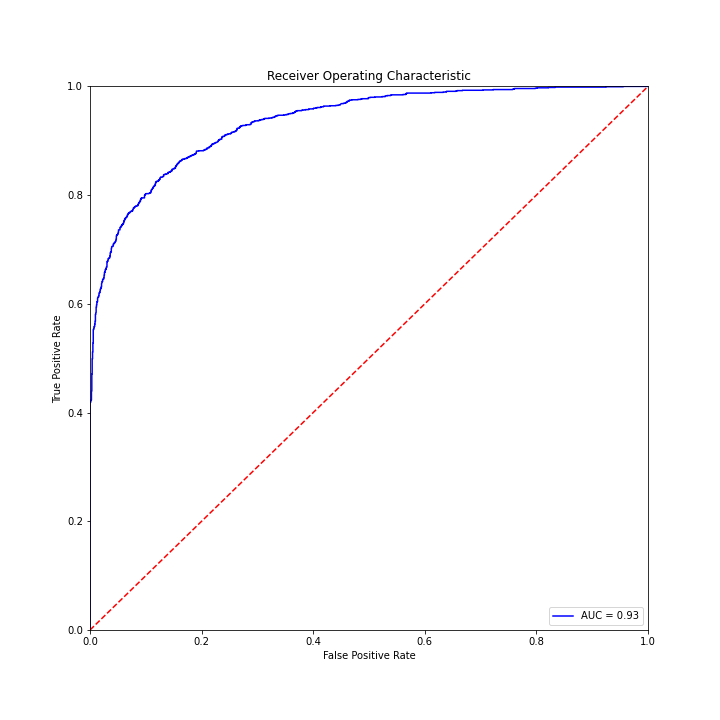 Receiver Operating Characteristic
1.0
0.8
0.6
0.4
0.2
0.0
True Positive Rate
AUC = 0.93
0.0 0.2 0.4 0.6 0.8 1.0
False Positive Rate